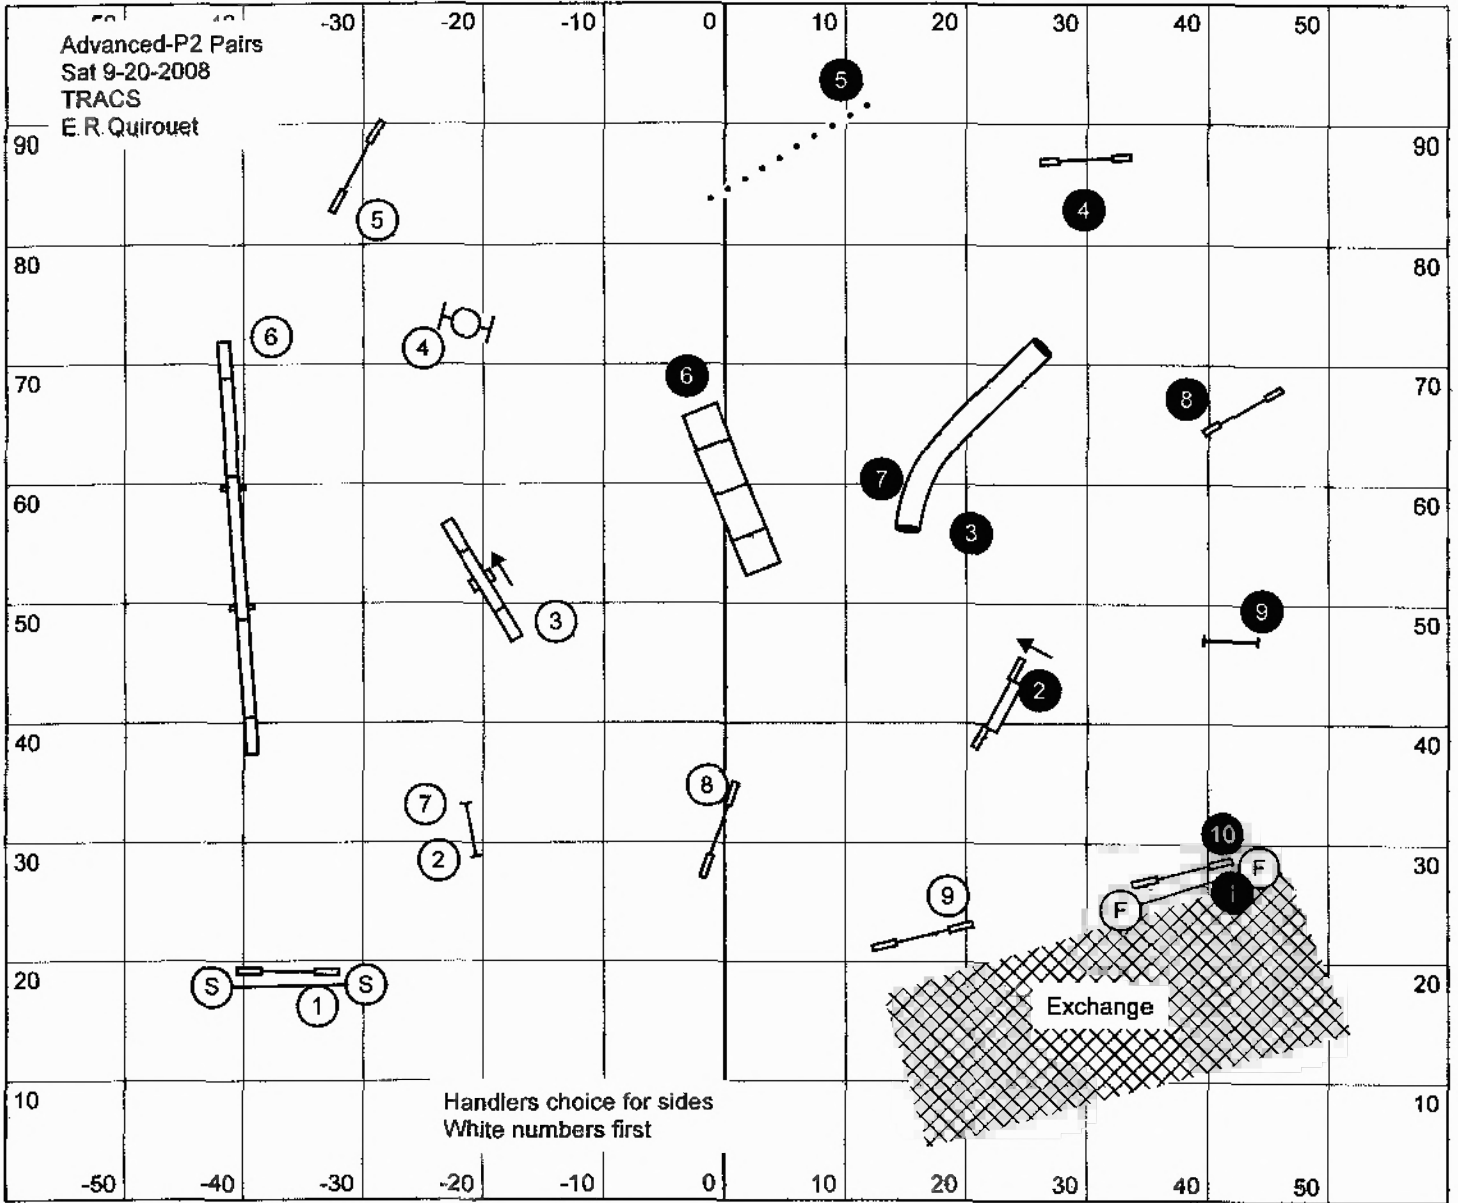 -30 -20 -10 0 10 20 30 40 50
Advanced-P2 Pairs
Sat 9-20-2008
TRACS
E.R.Quirouet
5
90 90
5
4
80 80
6
4
6
70 70
8
7
60 60
3
9
3
50 50
2
40 40
8
7
10
2
30 30
F
1
9
F
20 20
S S
1
Exchange
10 10
Handlers choice for sides
White numbers first
-50 -40 -30 -20 -10 0 10 20 30 40 50